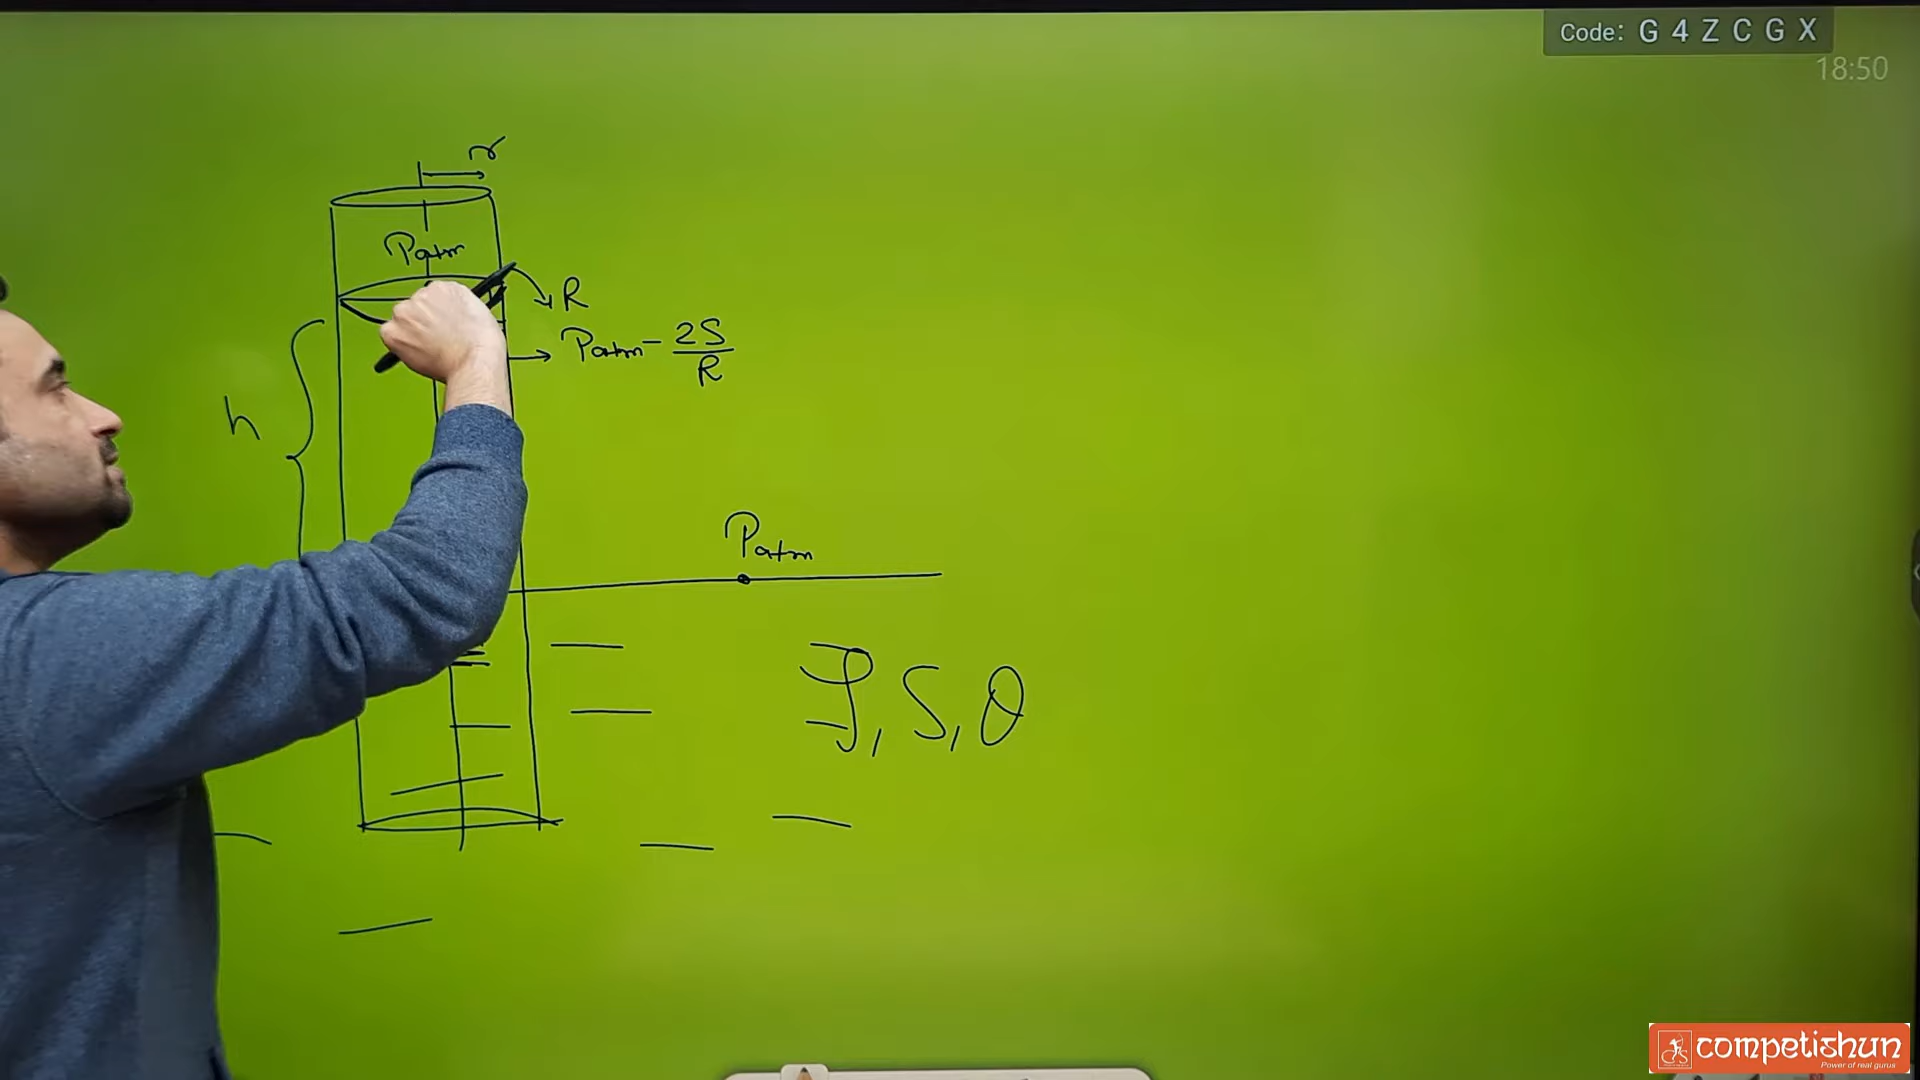 Code: G 4 Z C G X
18:50
r
Patm
R
Patm - 2S/R
h
Patm
ρ, S, θ
competishun
Power of real gurus